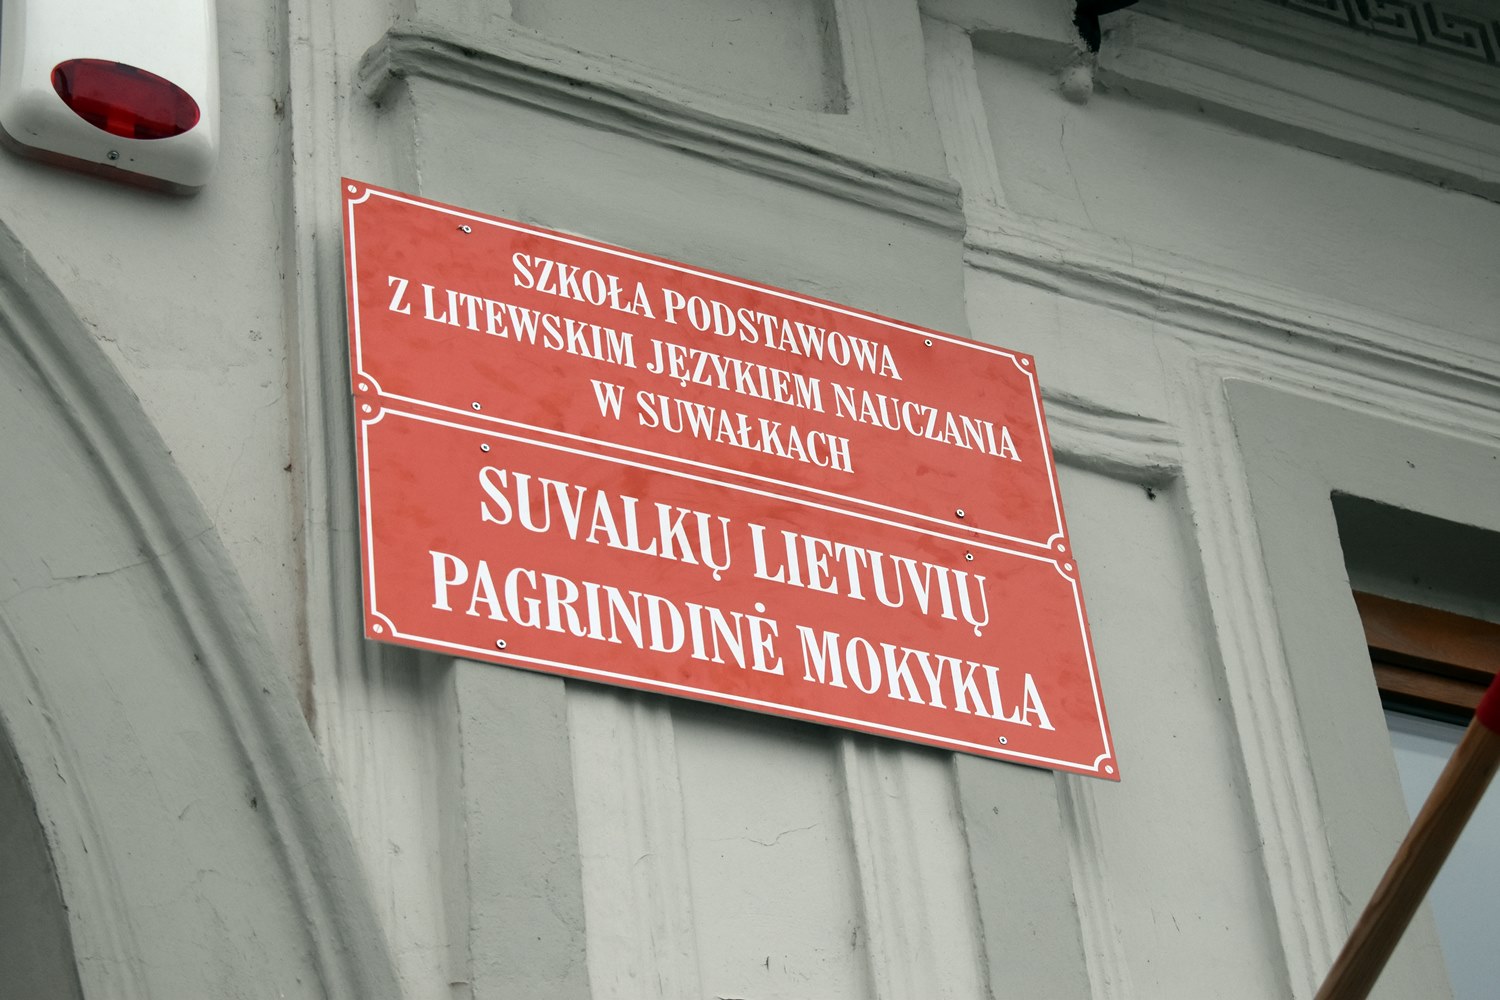 SZKOŁA PODSTAWOWA
Z LITEWSKIM JĘZYKIEM NAUCZANIA
W SUWAŁKACH
SUVALKŲ LIETUVIŲ
PAGRINDINĖ MOKYKLA